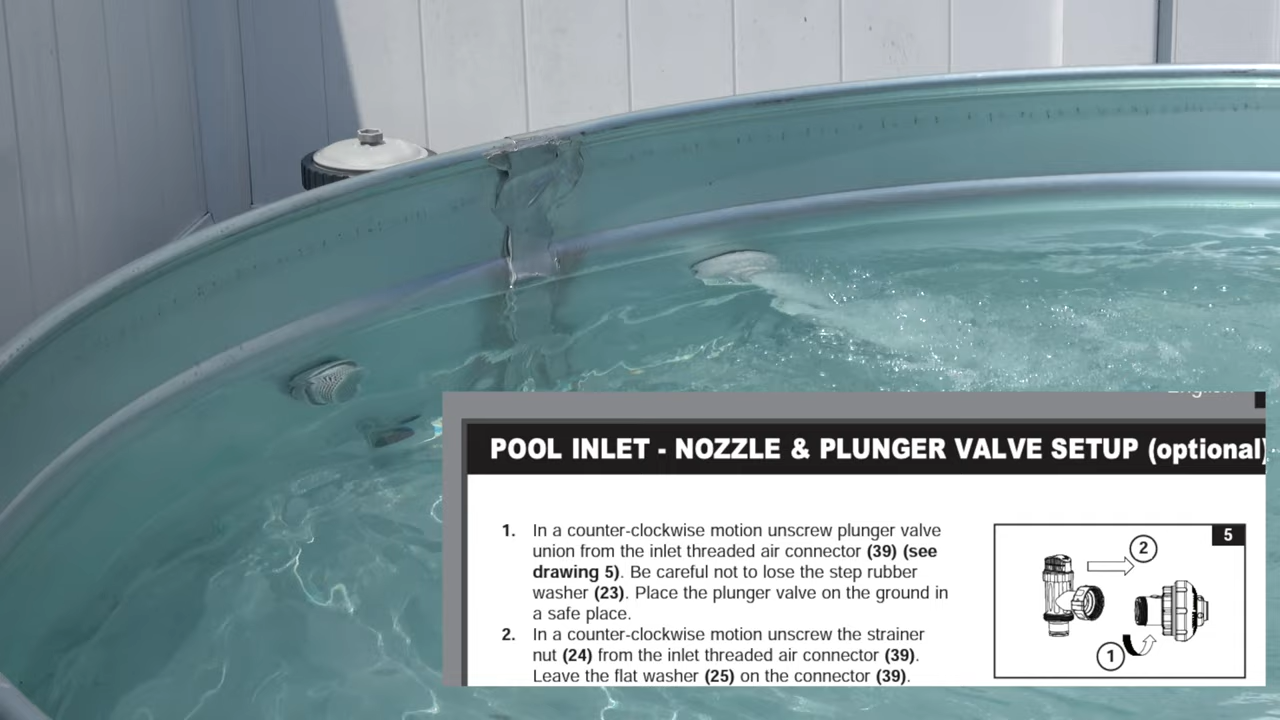 POOL INLET - NOZZLE & PLUNGER VALVE SETUP (optional)
1. In a counter-clockwise motion unscrew plunger valve
union from the inlet threaded air connector (39) (see
drawing 5). Be careful not to lose the step rubber
washer (23). Place the plunger valve on the ground in
a safe place.
2. In a counter-clockwise motion unscrew the strainer
nut (24) from the inlet threaded air connector (39).
Leave the flat washer (25) on the connector (39).
5
2
1